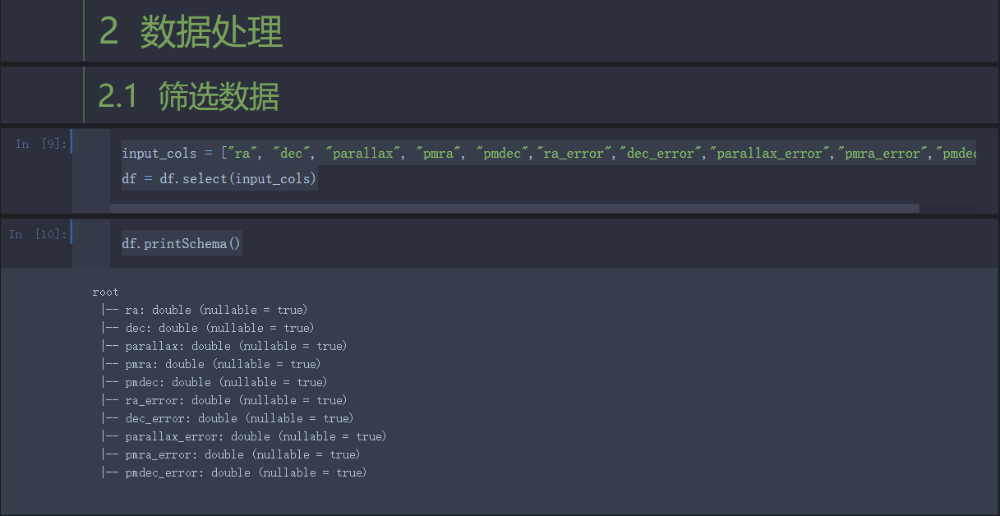 2 数据处理
2.1 筛选数据
In [9]:
input_cols = ["ra", "dec", "parallax", "pmra", "pmdec","ra_error","dec_error","parallax_error","pmra_error","pmdec
df = df.select(input_cols)
In [10]:
df.printSchema()
root
|-- ra: double (nullable = true)
|-- dec: double (nullable = true)
|-- parallax: double (nullable = true)
|-- pmra: double (nullable = true)
|-- pmdec: double (nullable = true)
|-- ra_error: double (nullable = true)
|-- dec_error: double (nullable = true)
|-- parallax_error: double (nullable = true)
|-- pmra_error: double (nullable = true)
|-- pmdec_error: double (nullable = true)